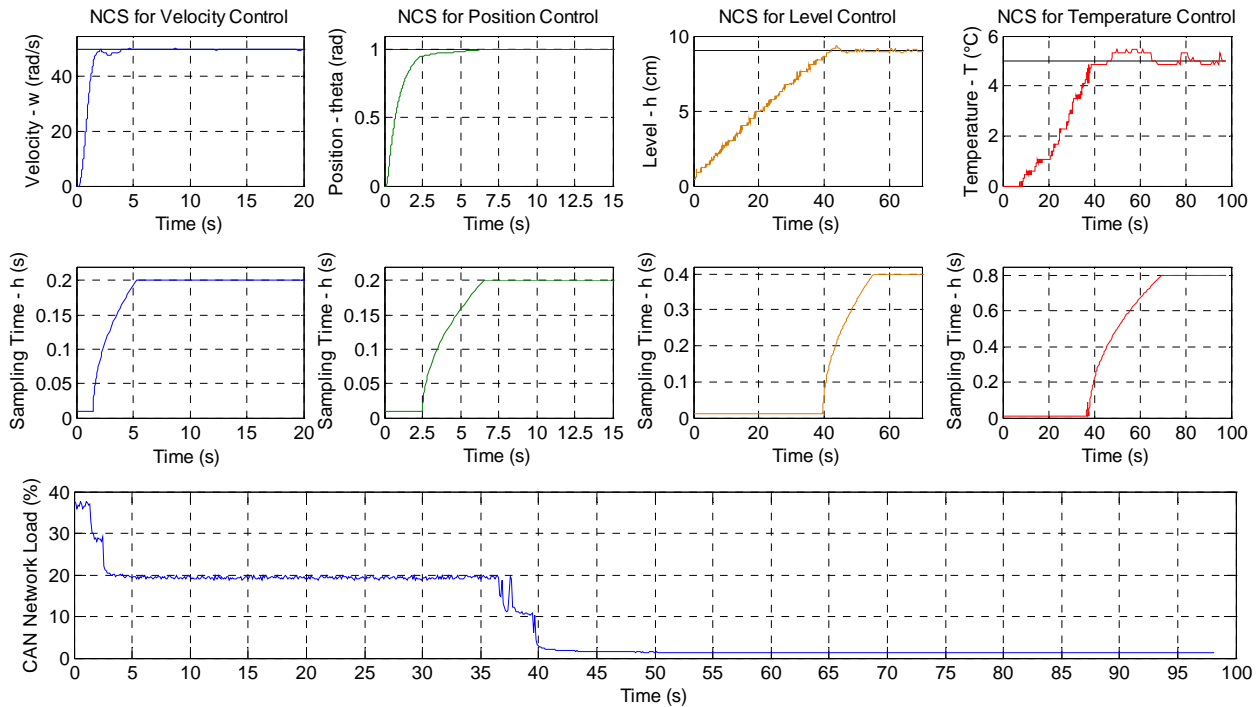 NCS for Velocity Control
NCS for Position Control
NCS for Level Control
NCS for Temperature Control
Velocity - w (rad/s)
40
20
0
0 5 10 15 20
Time (s)
Position - theta (rad)
1
0.5
0
0 2.5 5 7.5 10 12.5 15
Time (s)
Level - h (cm)
10
5
0
0 20 40 60
Time (s)
Temperature - T (°C)
6
4
2
0
0 20 40 60 80 100
Time (s)
Sampling Time - h (s)
0.2
0.15
0.1
0.05
0
0 5 10 15 20
Time (s)
Sampling Time - h (s)
0.2
0.15
0.1
0.05
0
0 2.5 5 7.5 10 12.5 15
Time (s)
Sampling Time - h (s)
0.4
0.3
0.2
0.1
0
0 20 40 60
Time (s)
Sampling Time - h (s)
0.8
0.6
0.4
0.2
0
0 20 40 60 80 100
Time (s)
CAN Network Load (%)
40
30
20
10
0
0 5 10 15 20 25 30 35 40 45 50 55 60 65 70 75 80 85 90 95 100
Time (s)